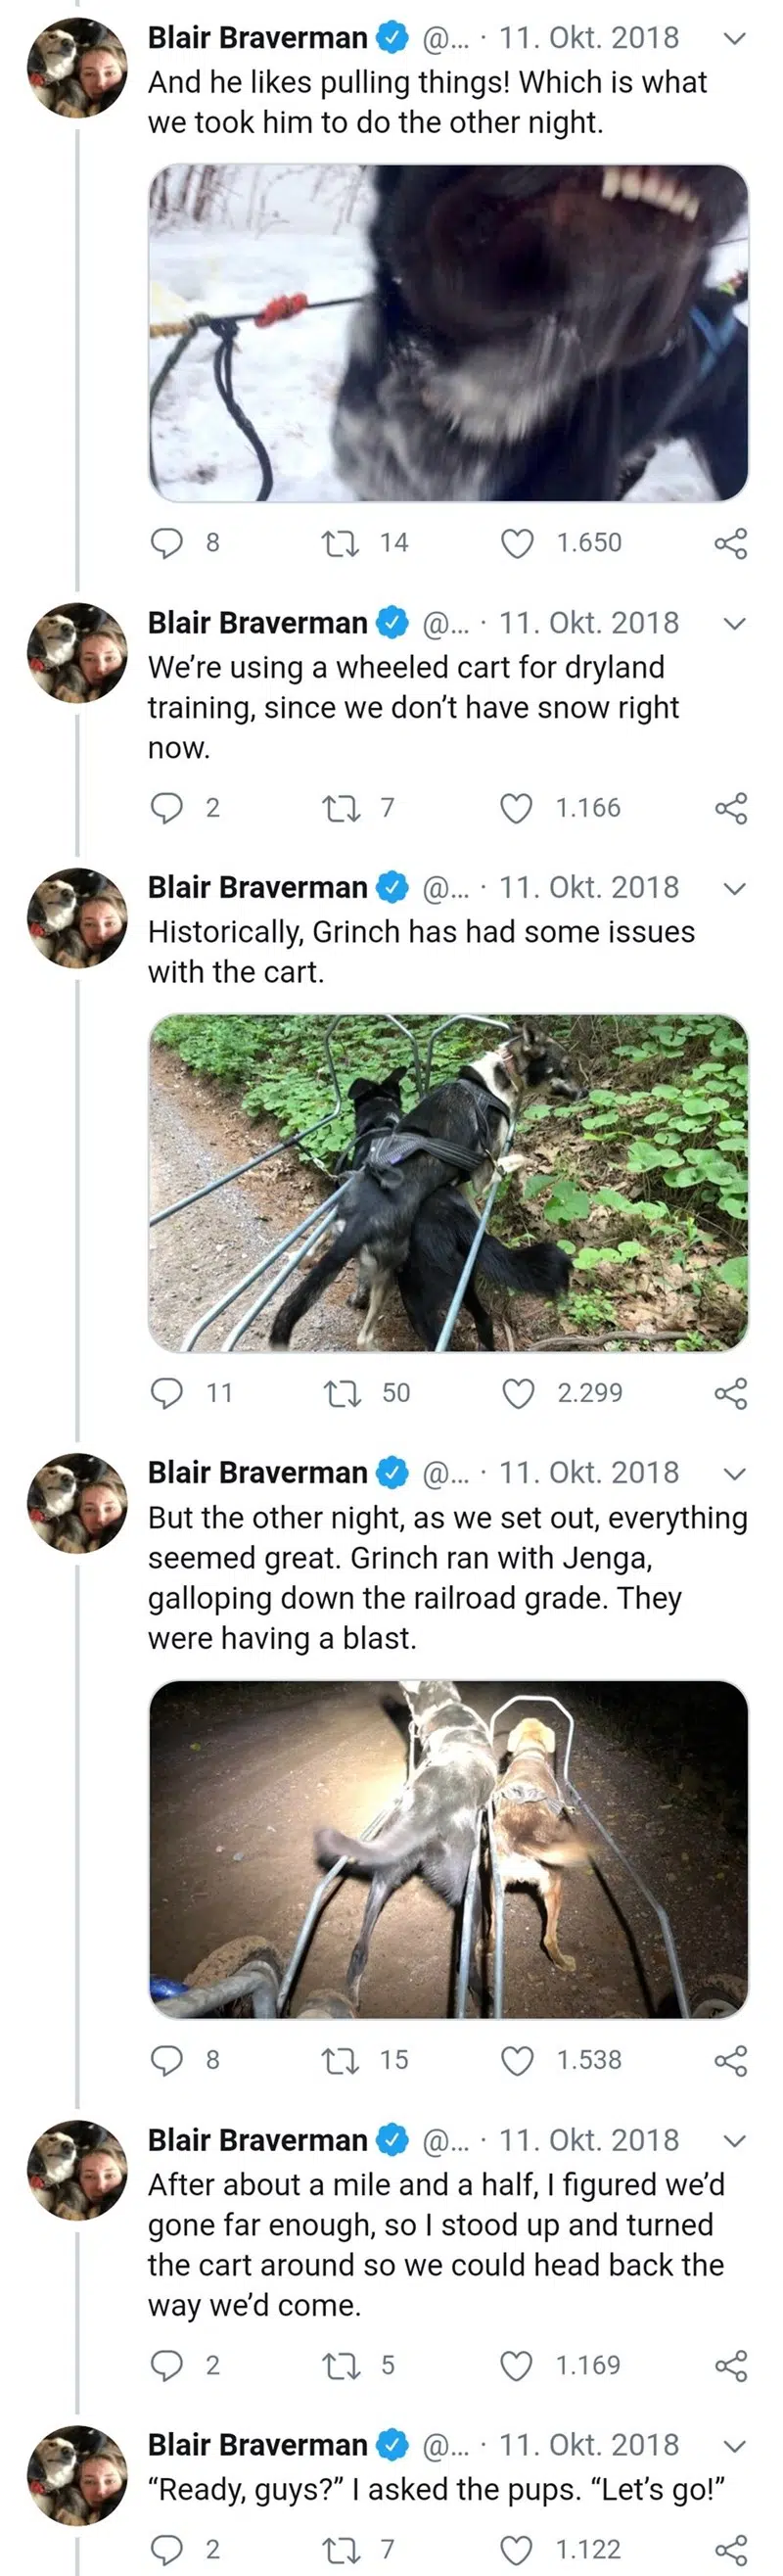 Blair Braverman @... · 11. Okt. 2018
And he likes pulling things! Which is what
we took him to do the other night.
8 14 1.650
Blair Braverman @... · 11. Okt. 2018
We’re using a wheeled cart for dryland
training, since we don’t have snow right
now.
2 7 1.166
Blair Braverman @... · 11. Okt. 2018
Historically, Grinch has had some issues
with the cart.
11 50 2.299
Blair Braverman @... · 11. Okt. 2018
But the other night, as we set out, everything
seemed great. Grinch ran with Jenga,
galloping down the railroad grade. They
were having a blast.
8 15 1.538
Blair Braverman @... · 11. Okt. 2018
After about a mile and a half, I figured we’d
gone far enough, so I stood up and turned
the cart around so we could head back the
way we’d come.
2 5 1.169
Blair Braverman @... · 11. Okt. 2018
“Ready, guys?” I asked the pups. “Let’s go!”
2 7 1.122